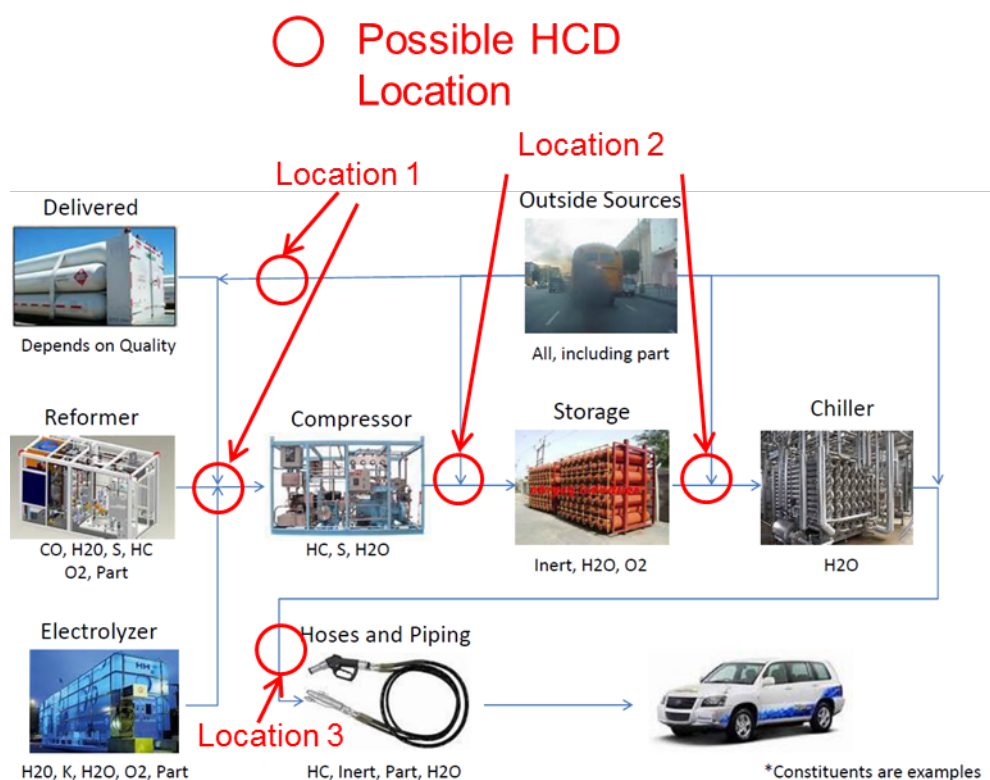 Possible HCD
Location
Location 2
Location 1
Delivered
Outside Sources
Depends on Quality
All, including part
Reformer
Compressor
Storage
Chiller
CO, H20, S, HC
O2, Part
HC, S, H2O
Inert, H2O, O2
H2O
Electrolyzer
Hoses and Piping
Location 3
H20, K, H2O, O2, Part
HC, Inert, Part, H2O
*Constituents are examples